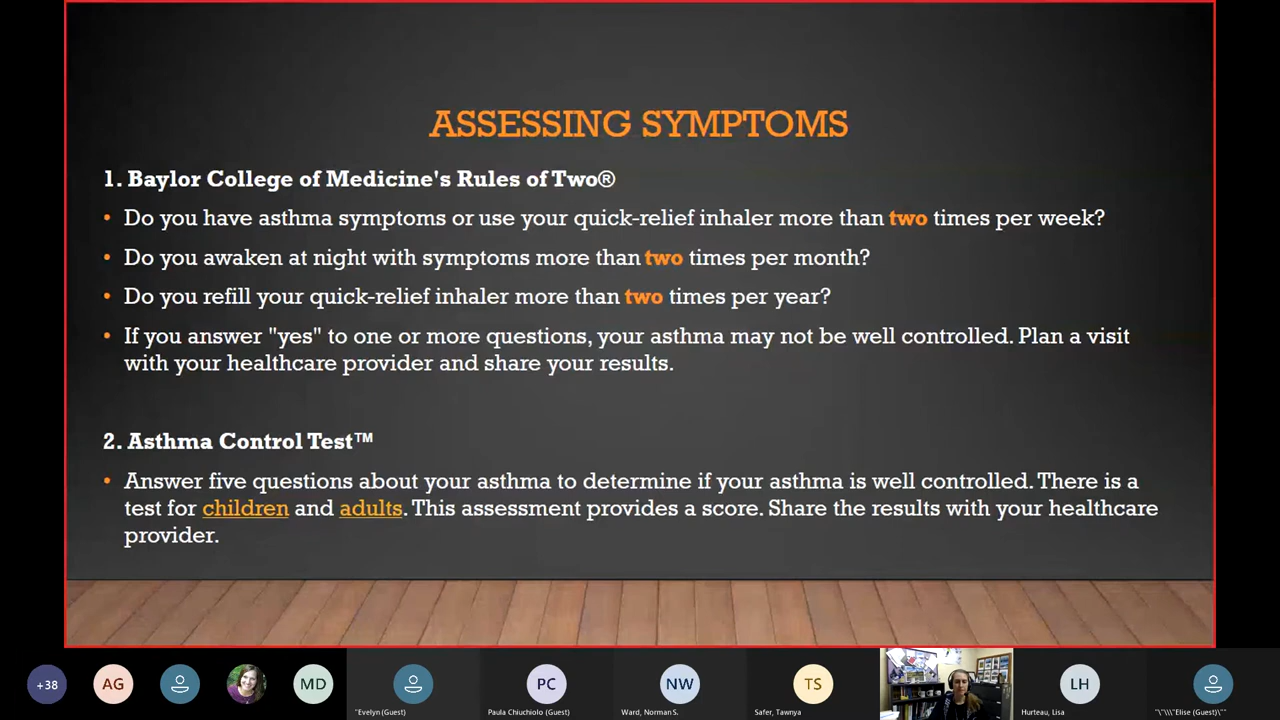 ASSESSING SYMPTOMS
1. Baylor College of Medicine's Rules of Two®
• Do you have asthma symptoms or use your quick-relief inhaler more than two times per week?
• Do you awaken at night with symptoms more than two times per month?
• Do you refill your quick-relief inhaler more than two times per year?
• If you answer "yes" to one or more questions, your asthma may not be well controlled. Plan a visit
with your healthcare provider and share your results.
2. Asthma Control Test™
• Answer five questions about your asthma to determine if your asthma is well controlled. There is a
test for children and adults. This assessment provides a score. Share the results with your healthcare
provider.
+38 AG MD PC NW TS LH
"Evelyn (Guest) Paula Chiuchiolo (Guest) Ward, Norman S. Safer, Tawnya Hurteau, Lisa "\"\\\"Elise (Guest)\""